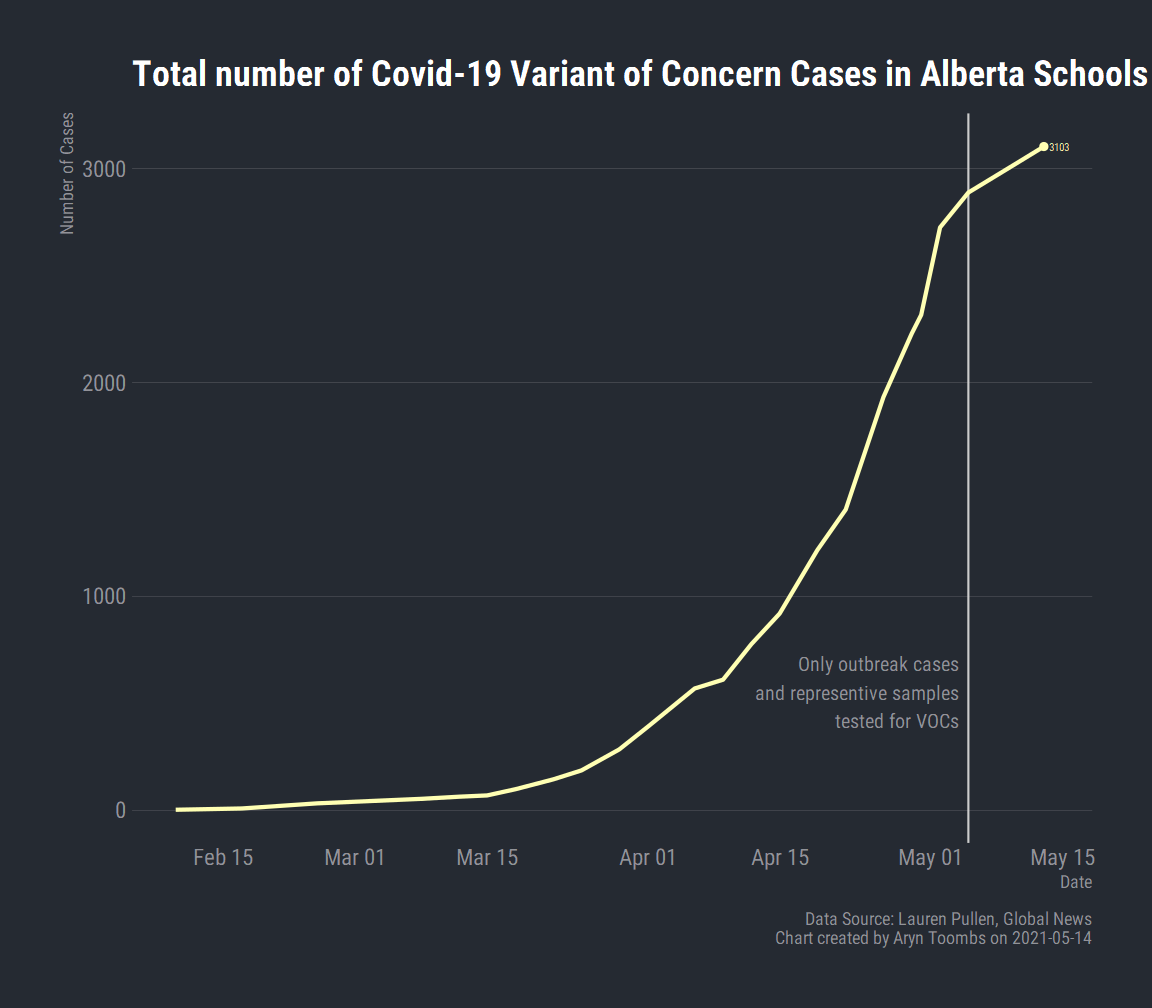 Total number of Covid-19 Variant of Concern Cases in Alberta Schools
Number of Cases
3000
2000
1000
0
3103
Only outbreak cases
and representive samples
tested for VOCs
Feb 15
Mar 01
Mar 15
Apr 01
Apr 15
May 01
May 15
Date
Data Source: Lauren Pullen, Global News
Chart created by Aryn Toombs on 2021-05-14